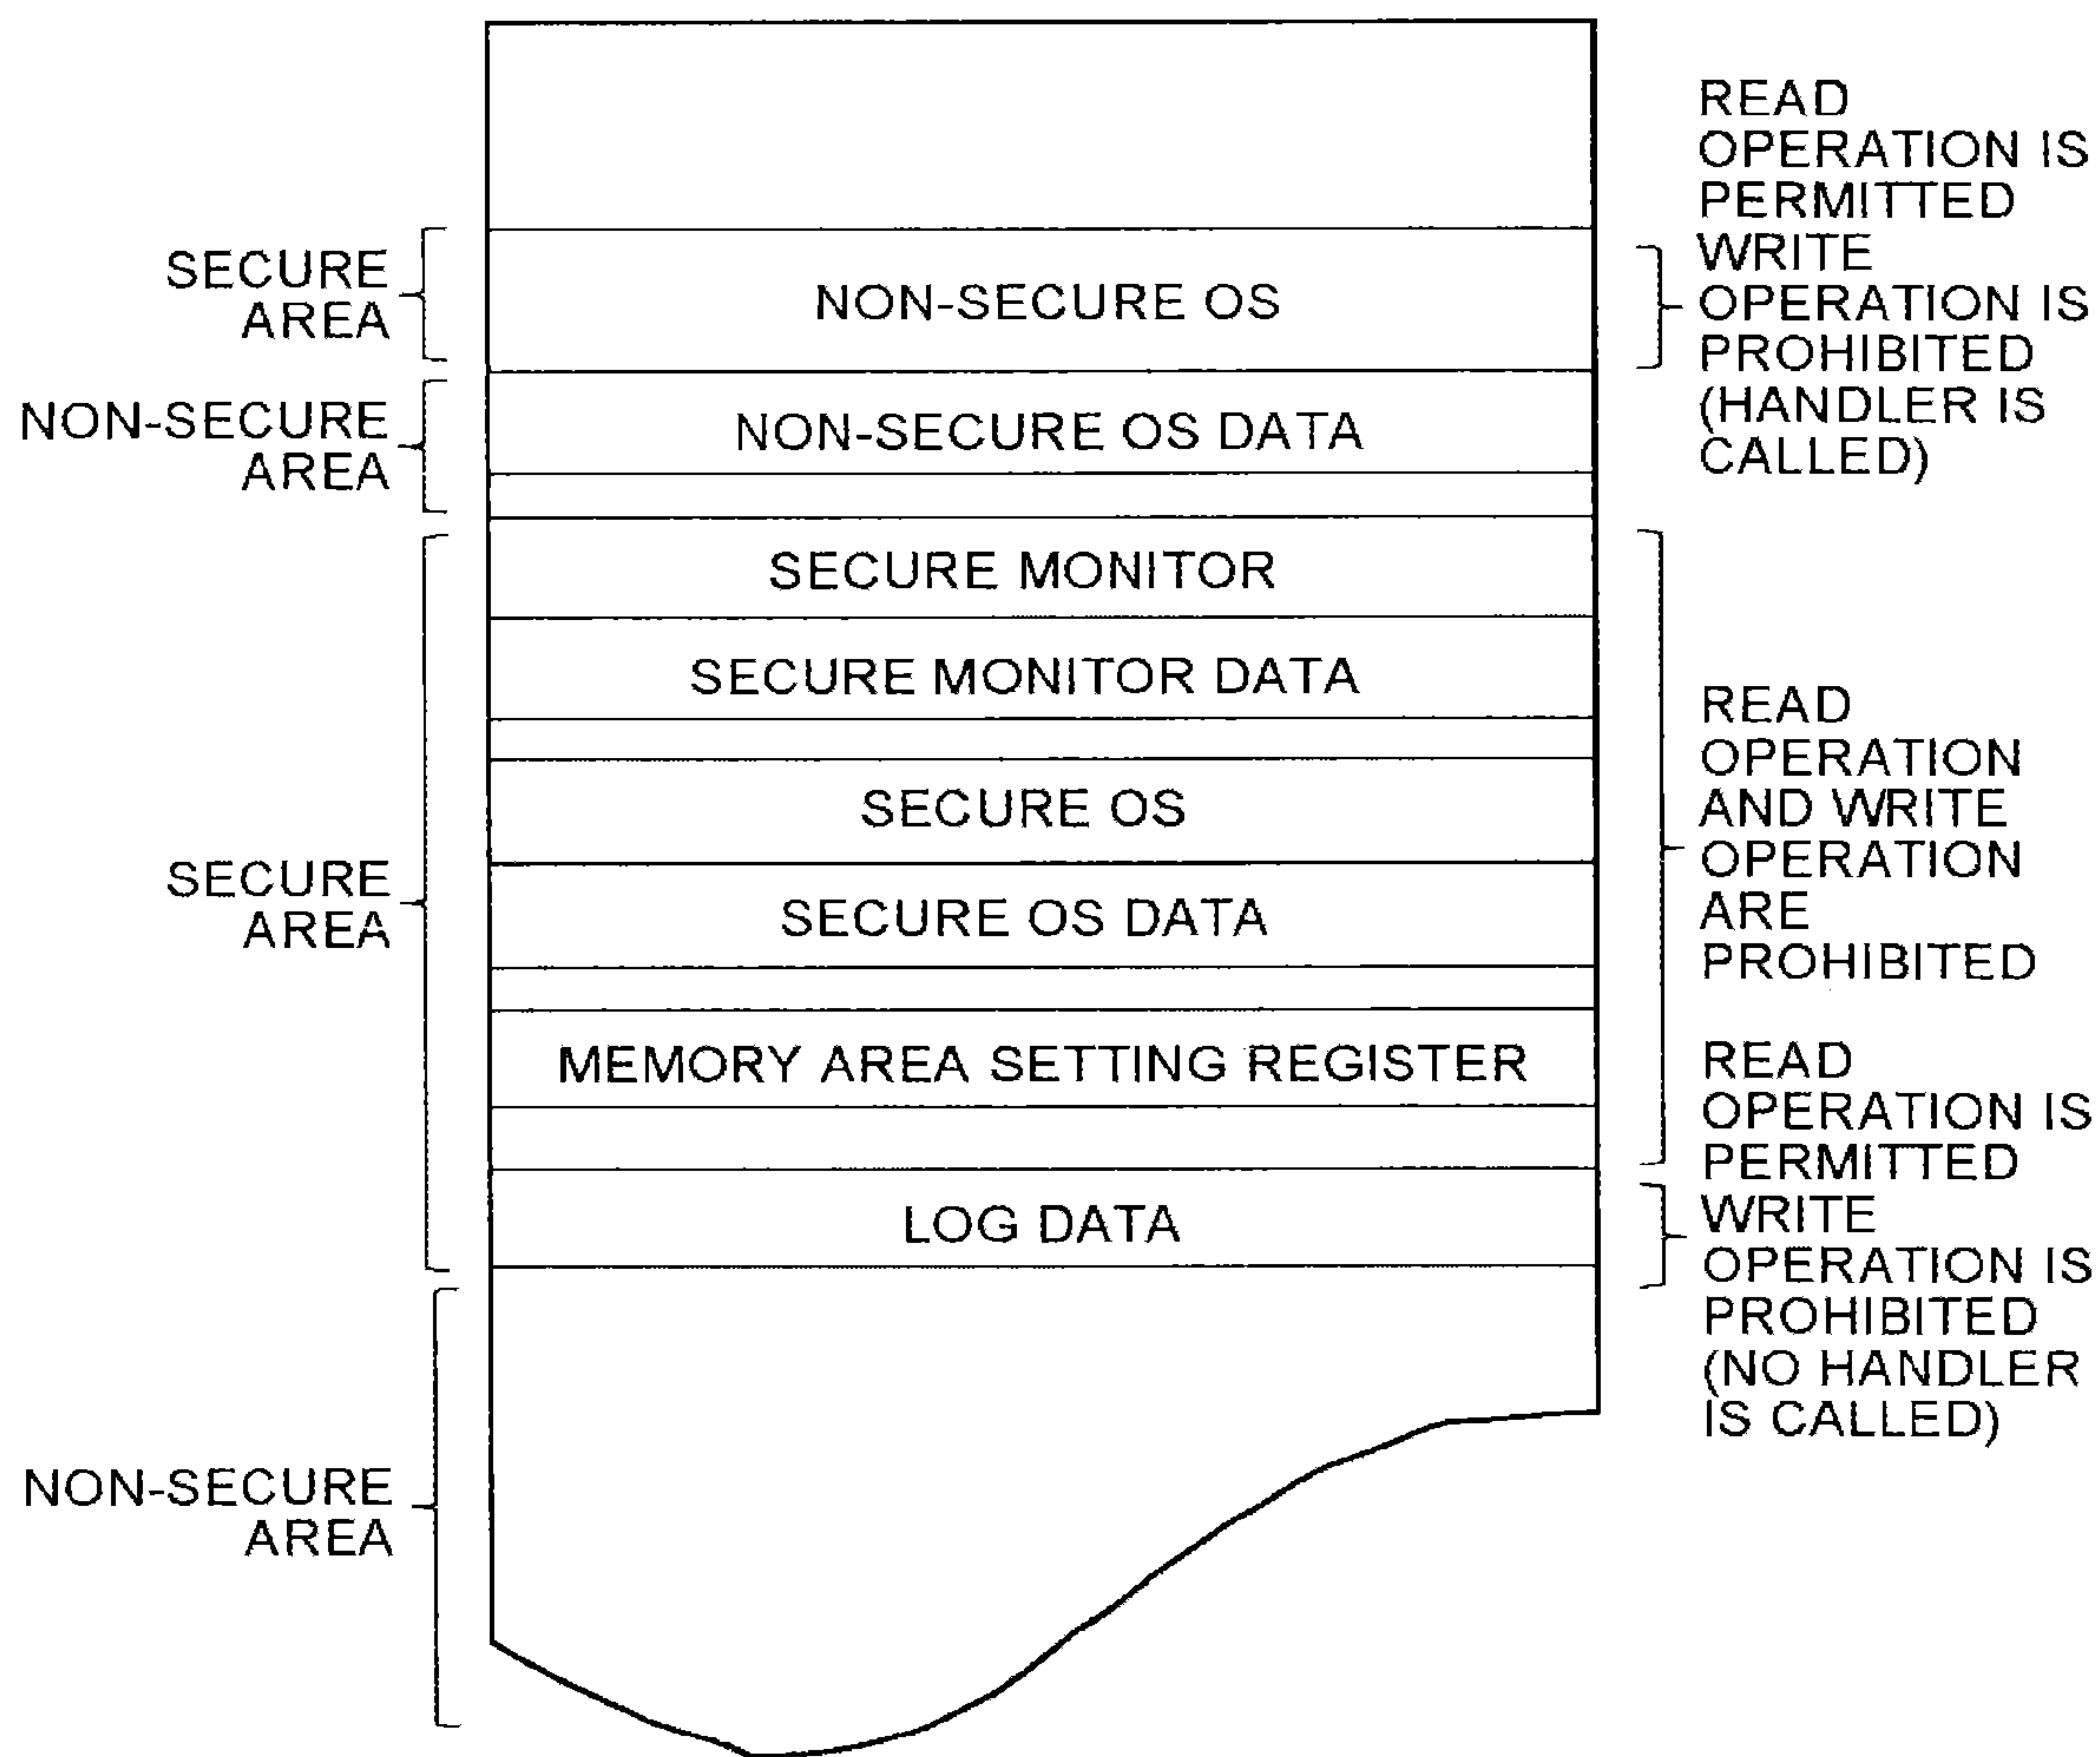 READ
OPERATION IS
PERMITTED
WRITE
OPERATION IS
PROHIBITED
(HANDLER IS
CALLED)
SECURE
AREA
NON-SECURE OS
NON-SECURE
AREA
NON-SECURE OS DATA
SECURE MONITOR
SECURE MONITOR DATA
SECURE OS
SECURE
AREA
SECURE OS DATA
READ
OPERATION
AND WRITE
OPERATION
ARE
PROHIBITED
MEMORY AREA SETTING REGISTER
LOG DATA
READ
OPERATION IS
PERMITTED
WRITE
OPERATION IS
PROHIBITED
(NO HANDLER
IS CALLED)
NON-SECURE
AREA